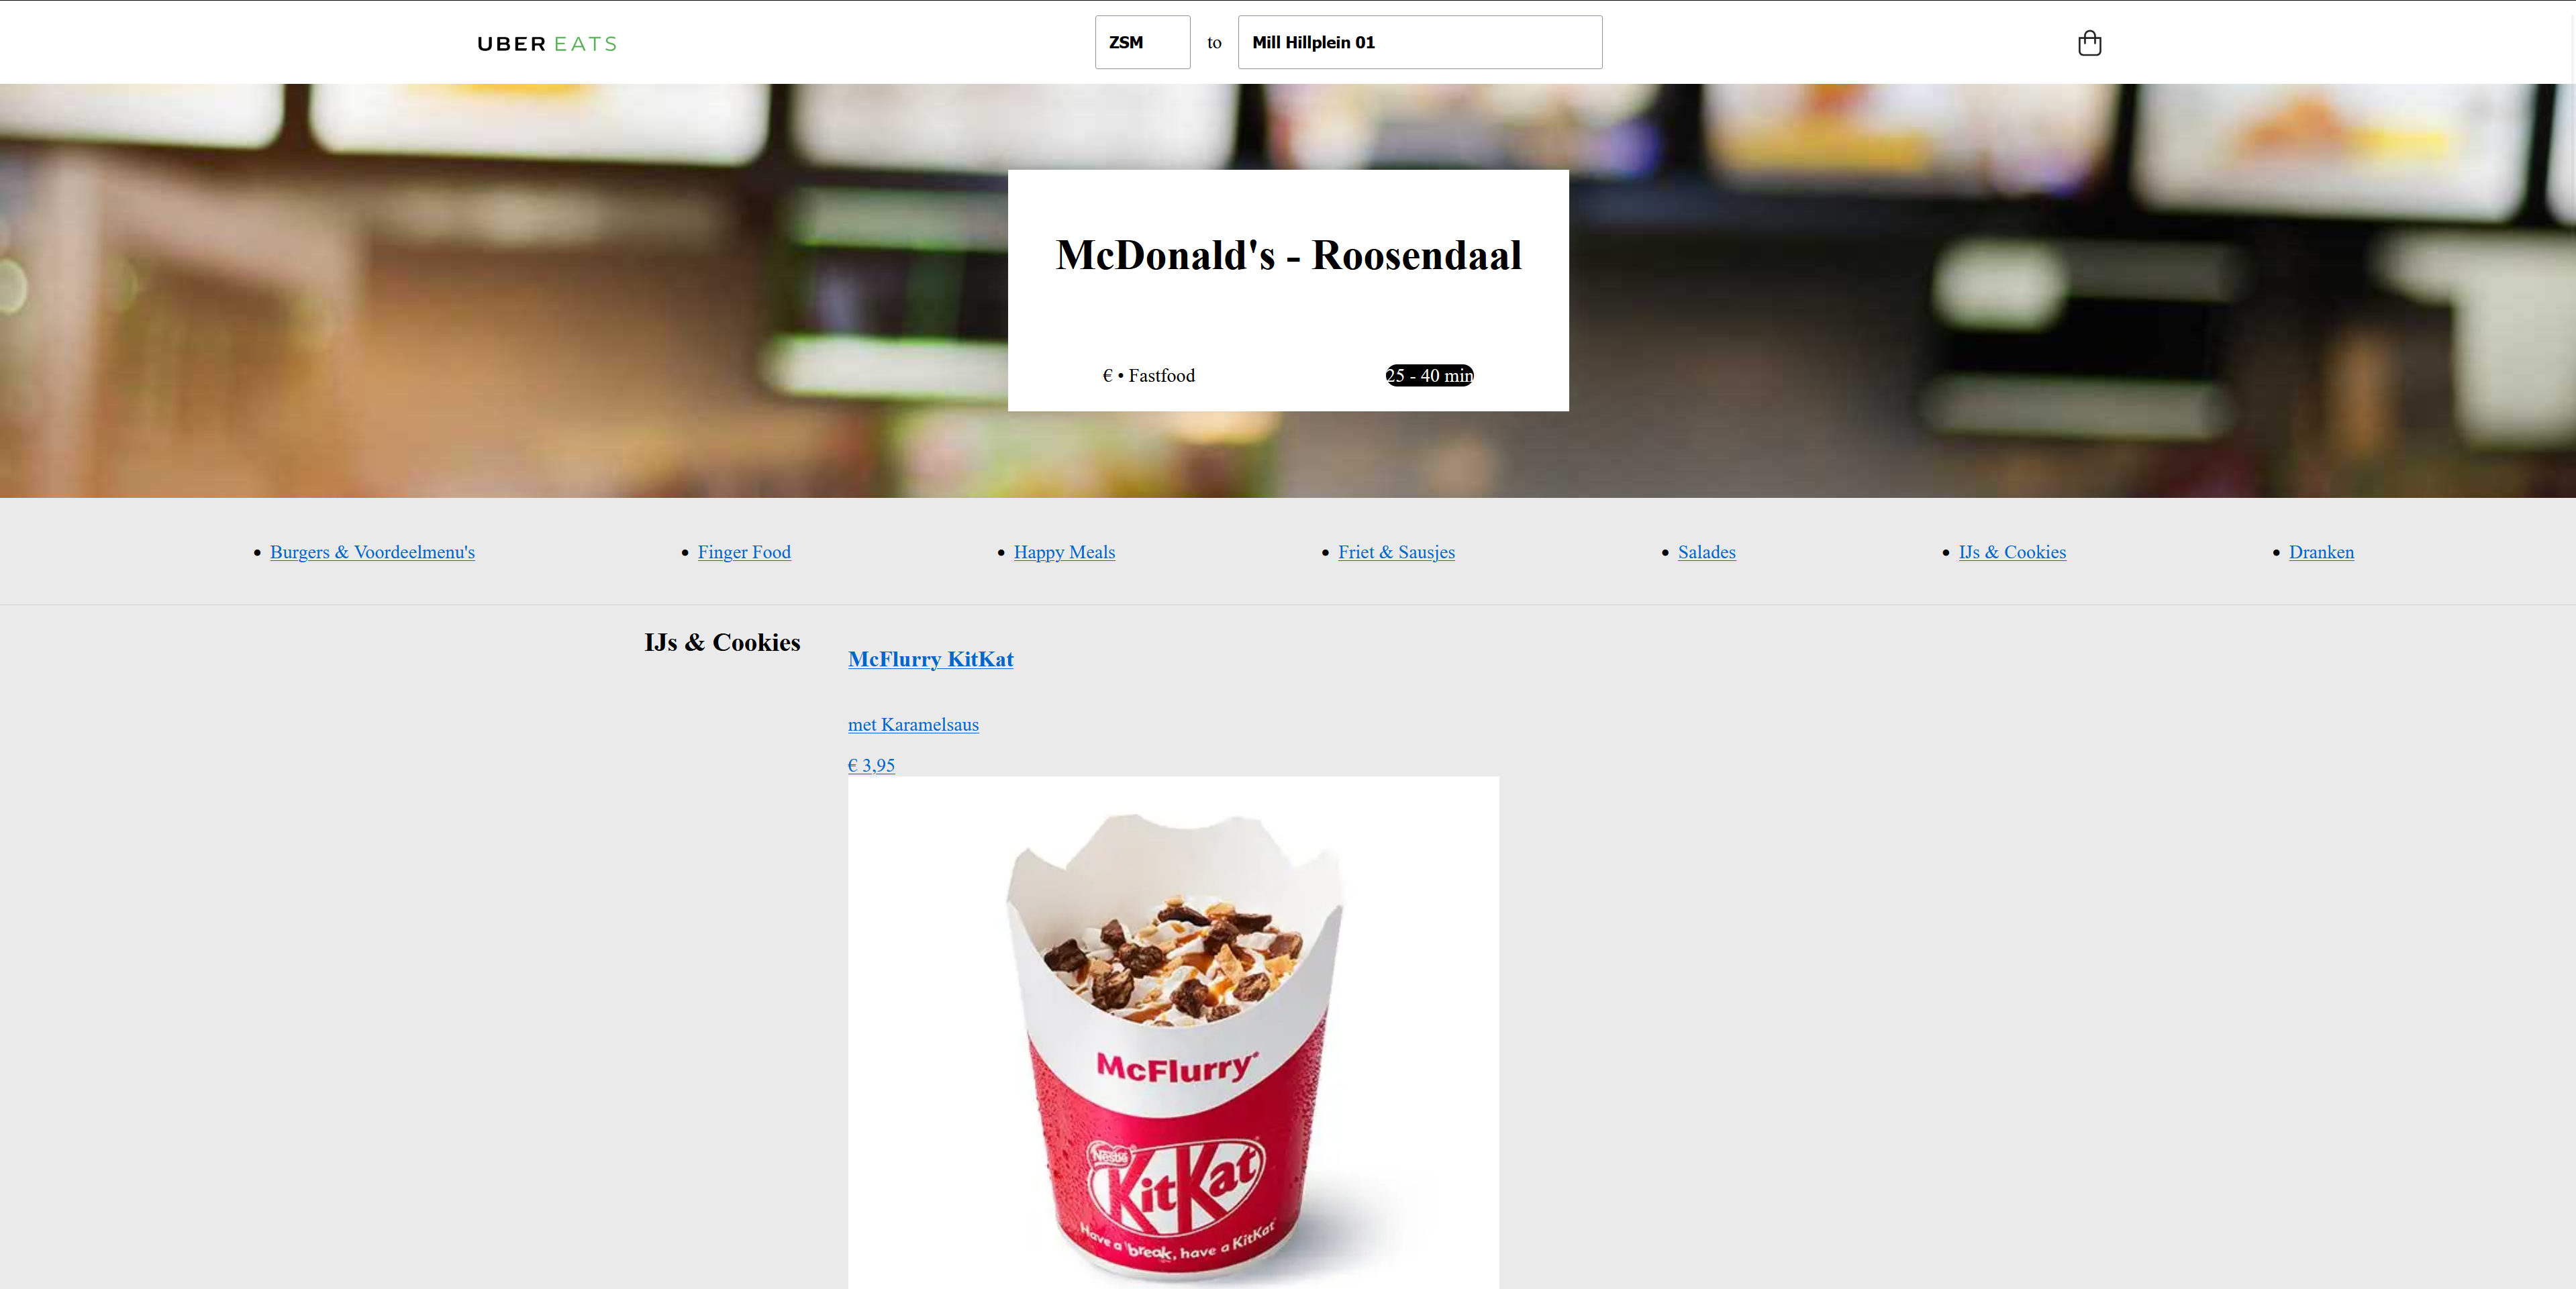 UBER EATS
ZSM to Mill Hillplein 01
McDonald's - Roosendaal
€ • Fastfood 25 - 40 min
• Burgers & Voordeelmenu's • Finger Food • Happy Meals • Friet & Sausjes • Salades • IJs & Cookies • Dranken
IJs & Cookies
McFlurry KitKat
met Karamelsaus
€ 3,95
McFlurry®
Nestlé
KitKat
Have a break, have a KitKat